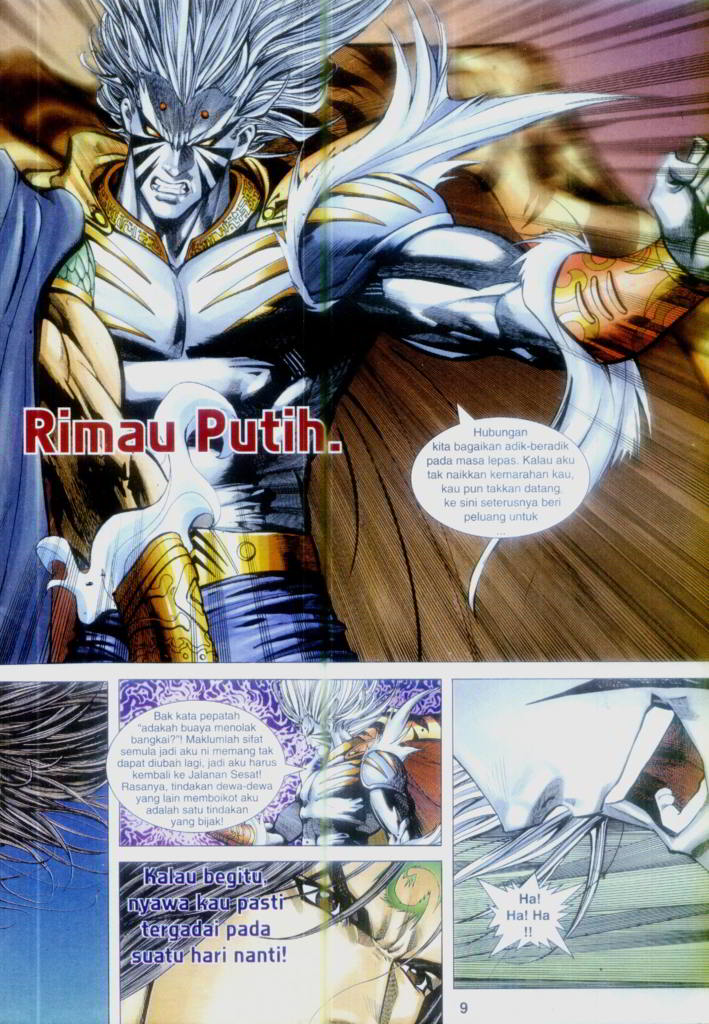 Rimau Putih.
Hubungan
kita bagaikan adik-beradik
pada masa lepas. Kalau aku
tak naikkan kemarahan kau,
kau pun takkan datang,
ke sini seterusnya beri
peluang untuk
...
Bak kata pepatah
“adakah buaya menolak
bangkai?”! Maklumlah sifat
semula jadi aku ni memang tak
dapat diubah lagi, jadi aku harus
kembali ke Jalanan Sesat!
Rasanya, tindakan dewa-dewa
yang lain memboikot aku
adalah satu tindakan
yang bijak!
Kalau begitu,
nyawa kau pasti
tergadai pada
suatu hari nanti!
Ha!
Ha! Ha
!!
9